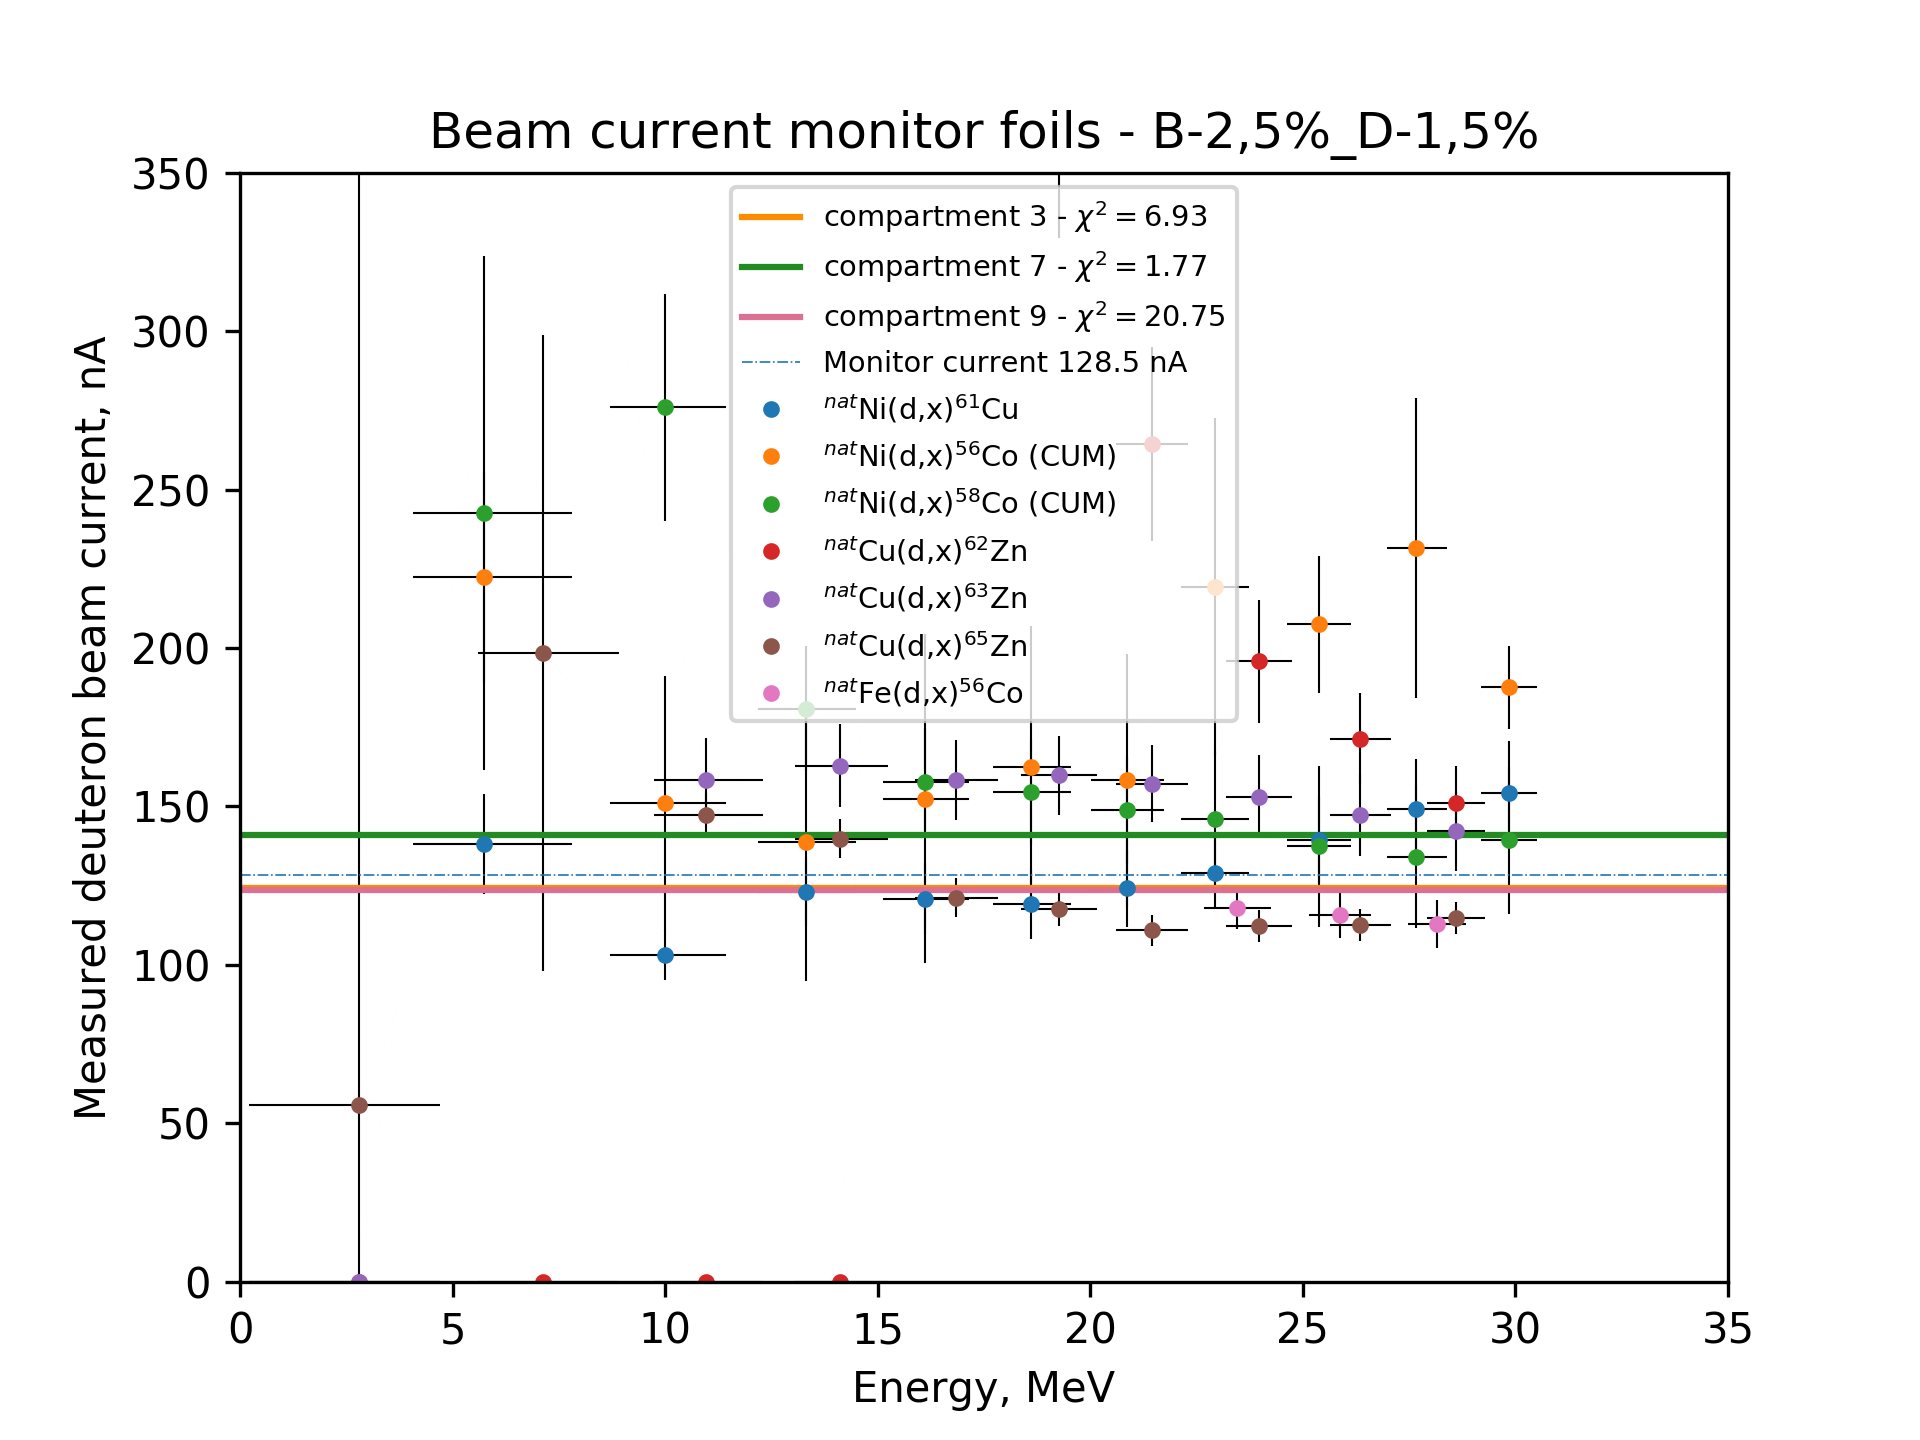 Beam current monitor foils - B-2,5%_D-1,5%
Measured deuteron beam current, nA
350
300
250
200
150
100
50
0
compartment 3 - χ² = 6.93
compartment 7 - χ² = 1.77
compartment 9 - χ² = 20.75
Monitor current 128.5 nA
ⁿᵃᵗNi(d,x)⁶¹Cu
ⁿᵃᵗNi(d,x)⁵⁶Co (CUM)
ⁿᵃᵗNi(d,x)⁵⁸Co (CUM)
ⁿᵃᵗCu(d,x)⁶²Zn
ⁿᵃᵗCu(d,x)⁶³Zn
ⁿᵃᵗCu(d,x)⁶⁵Zn
ⁿᵃᵗFe(d,x)⁵⁶Co
0 5 10 15 20 25 30 35
Energy, MeV